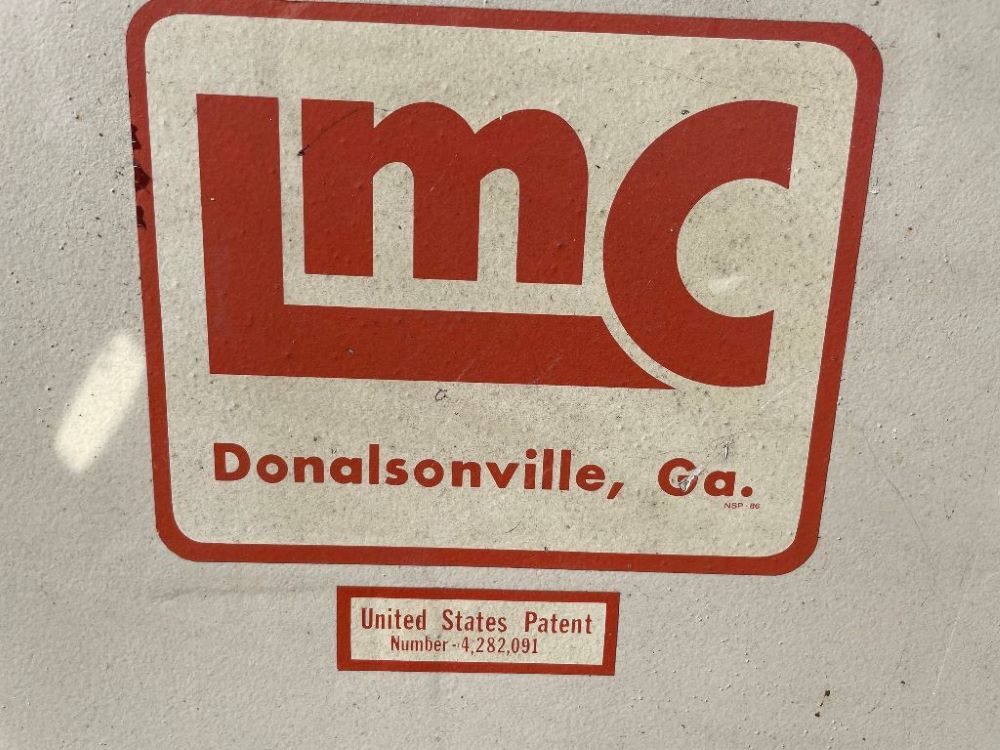 LmC
Donalsonville, Ga.
NSP-86
United States Patent
Number-4,282,091